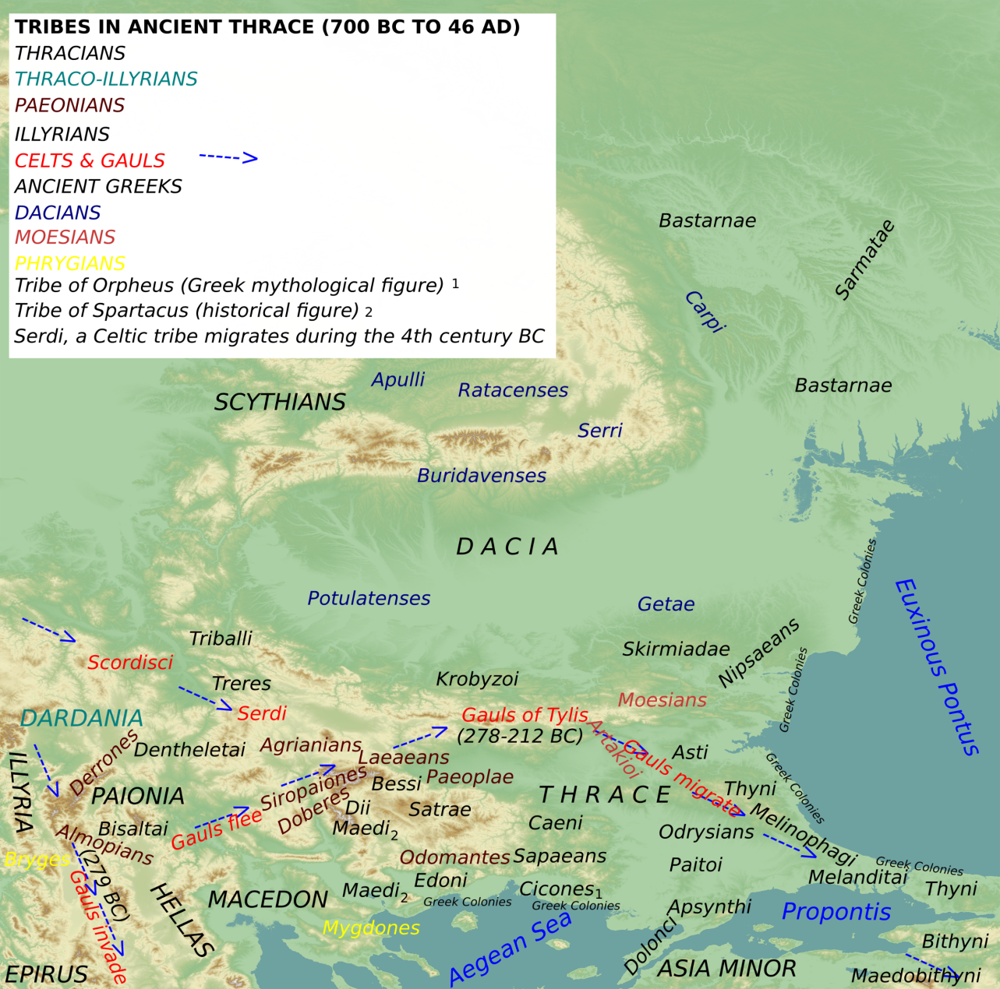 TRIBES IN ANCIENT THRACE (700 BC TO 46 AD)
THRACIANS
THRACO-ILLYRIANS
PAEONIANS
ILLYRIANS
CELTS & GAULS
ANCIENT GREEKS
DACIANS
MOESIANS
PHRYGIANS
Tribe of Orpheus (Greek mythological figure) 1
Tribe of Spartacus (historical figure) 2
Serdi, a Celtic tribe migrates during the 4th century BC
Bastarnae
Sarmatae
Carpi
Bastarnae
Apulli
Ratacenses
SCYTHIANS
Serri
Buridavenses
DACIA
Greek Colonies
Euxinous Pontus
Potulatenses
Getae
Triballi
Skirmiadae
Nipsaeans
Scordisci
Krobyzoi
Treres
Greek Colonies
Moesians
Serdi
Gauls of Tylis
(278-212 BC)
DARDANIA
Artakioi
Derrones
Dentheletai
Agrianians
Laeaeans
Gauls migrate
Asti
Greek Colonies
ILLYRIA
PAIONIA
Siropaiones
Bessi
Paeoplae
THRACE
Thyni
Doberes
Dii
Satrae
Melinophagi
Bisaltai
Gauls flee
Maedi2
Caeni
Odrysians
Almopians
Bryges
(279 BC)
Odomantes
Sapaeans
Paitoi
Greek Colonies
Gauls invade
HELLAS
MACEDON
Maedi2
Edoni
Cicones1
Melanditai
Thyni
Greek Colonies
Greek Colonies
Apsynthi
Propontis
Mygdones
Aegean Sea
Dolonci
Bithyni
EPIRUS
ASIA MINOR
Maedobithyni